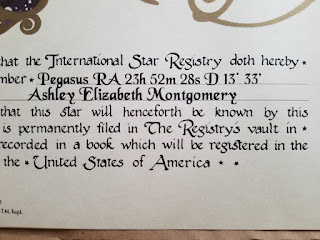 that the International Star Registry doth hereby ★
mber ★ Pegasus RA 23h 52m 28s D 13° 33'
Ashley Elizabeth Montgomery
that this star will henceforth be known by this
is permanently filed in The Registry's vault in ★
recorded in a book which will be registered in the
the ★ United States of America ★ ★
T.M. Regt.